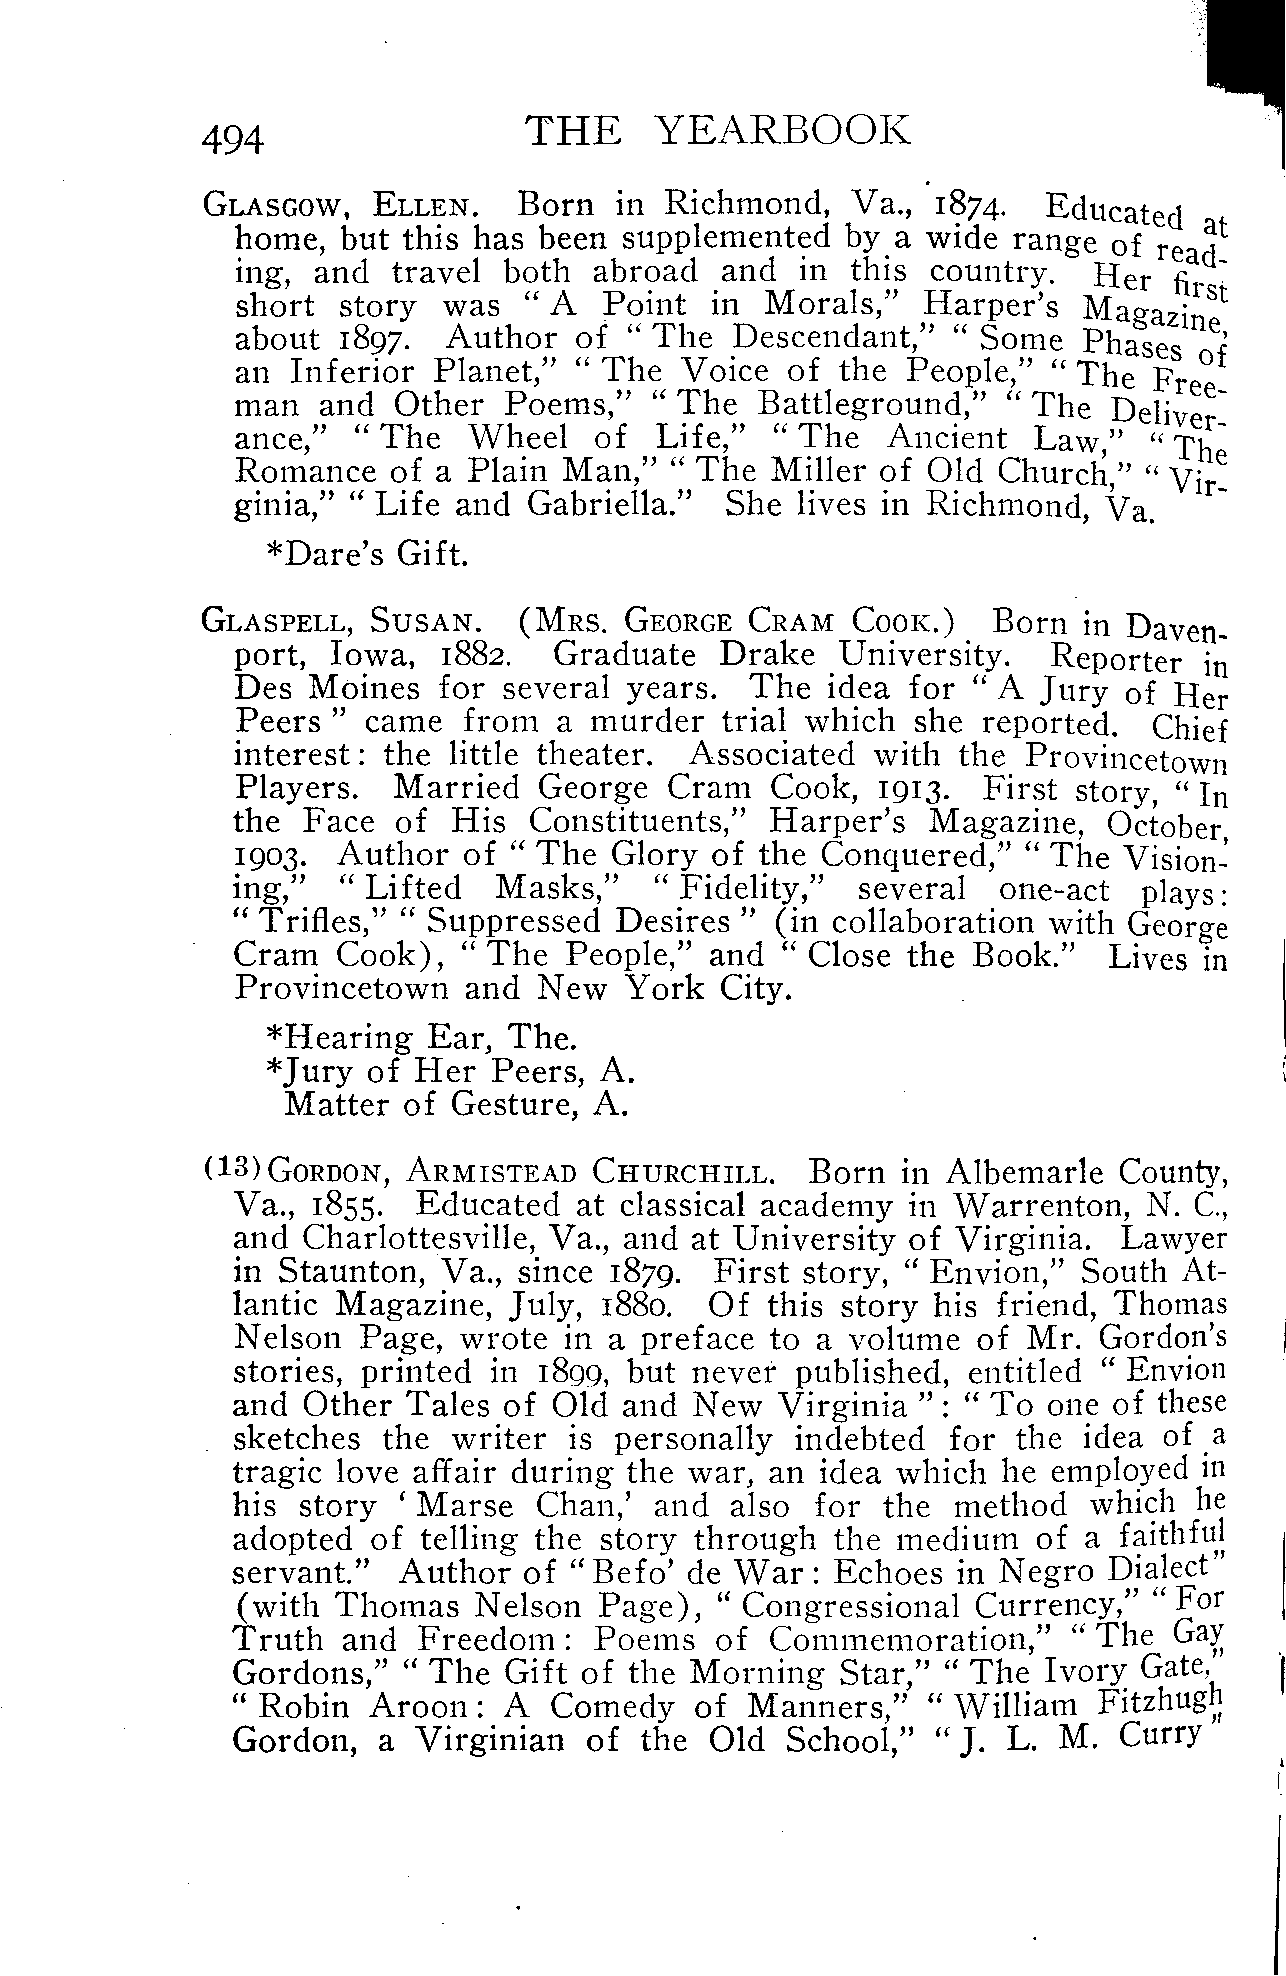 494 THE YEARBOOK
GLASGOW, ELLEN. Born in Richmond, Va., 1874. Educated at
home, but this has been supplemented by a wide range of read-
ing, and travel both abroad and in this country. Her first
short story was “ A Point in Morals,” Harper's Magazine,
about 1897. Author of “ The Descendant,” “ Some Phases of
an Inferior Planet,” “ The Voice of the People,” “ The Free-
man and Other Poems,” “ The Battleground,” “ The Deliver-
ance,” “ The Wheel of Life,” “ The Ancient Law,” “ The
Romance of a Plain Man,” “ The Miller of Old Church,” “ Vir-
ginia,” “ Life and Gabriella.” She lives in Richmond, Va.
*Dare's Gift.
GLASPELL, SUSAN. (MRS. GEORGE CRAM COOK.) Born in Daven-
port, Iowa, 1882. Graduate Drake University. Reporter in
Des Moines for several years. The idea for “ A Jury of Her
Peers ” came from a murder trial which she reported. Chief
interest : the little theater. Associated with the Provincetown
Players. Married George Cram Cook, 1913. First story, “ In
the Face of His Constituents,” Harper's Magazine, October,
1903. Author of “ The Glory of the Conquered,” “ The Vision-
ing,” “ Lifted Masks,” “ Fidelity,” several one-act plays :
“ Trifles,” “ Suppressed Desires ” (in collaboration with George
Cram Cook), “ The People,” and “ Close the Book.” Lives in
Provincetown and New York City.
*Hearing Ear, The.
*Jury of Her Peers, A.
Matter of Gesture, A.
(13) GORDON, ARMISTEAD CHURCHILL. Born in Albemarle County,
Va., 1855. Educated at classical academy in Warrenton, N. C.,
and Charlottesville, Va., and at University of Virginia. Lawyer
in Staunton, Va., since 1879. First story, “ Envion,” South At-
lantic Magazine, July, 1880. Of this story his friend, Thomas
Nelson Page, wrote in a preface to a volume of Mr. Gordon's
stories, printed in 1899, but never published, entitled “ Envion
and Other Tales of Old and New Virginia ” : “ To one of these
sketches the writer is personally indebted for the idea of a
tragic love affair during the war, an idea which he employed in
his story ‘ Marse Chan,’ and also for the method which he
adopted of telling the story through the medium of a faithful
servant.” Author of “ Befo' de War : Echoes in Negro Dialect ”
(with Thomas Nelson Page), “ Congressional Currency,” “ For
Truth and Freedom : Poems of Commemoration,” “ The Gay
Gordons,” “ The Gift of the Morning Star,” “ The Ivory Gate,”
“ Robin Aroon : A Comedy of Manners,” “ William Fitzhugh
Gordon, a Virginian of the Old School,” “ J. L. M. Curry ”